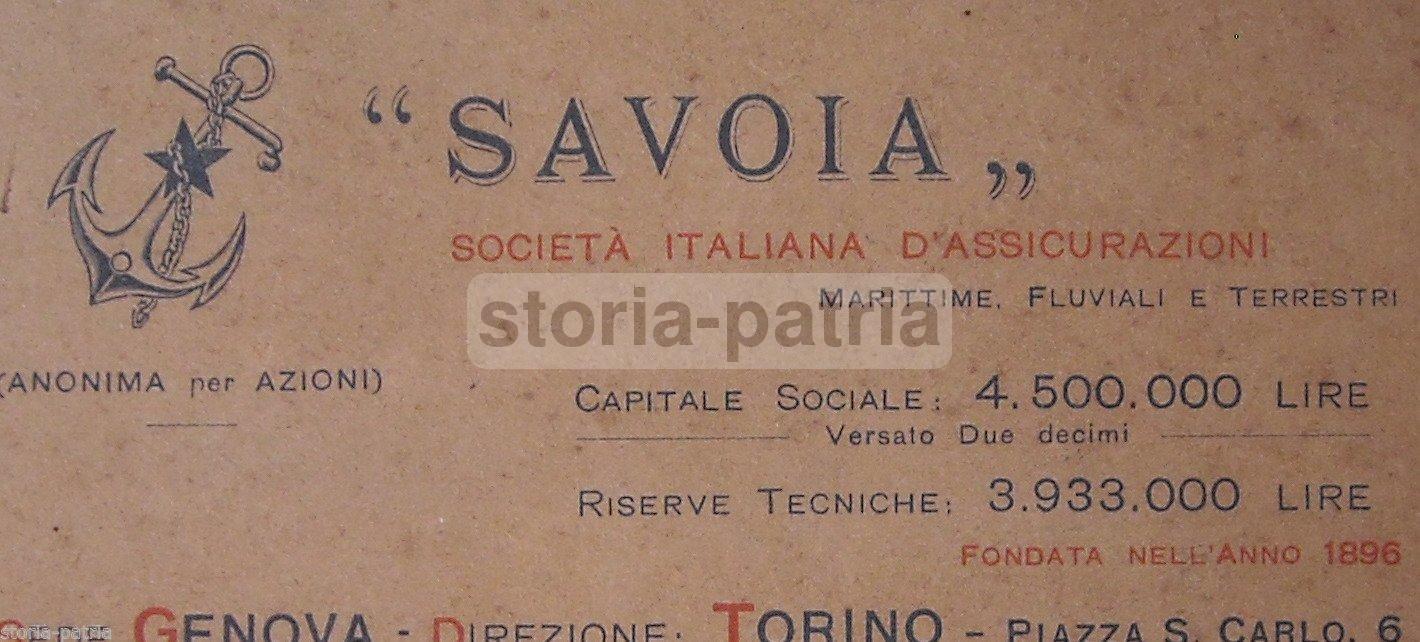 “ SAVOIA „
SOCIETÀ ITALIANA D'ASSICURAZIONI
MARITTIME, FLUVIALI E TERRESTRI
storia-patria
(ANONIMA per AZIONI)
CAPITALE SOCIALE: 4.500.000 LIRE
Versato Due decimi
RISERVE TECNICHE: 3.933.000 LIRE
FONDATA NELL'ANNO 1896
GENOVA - DIREZIONE: TORINO - PIAZZA S. CARLO, 6
storia-patria